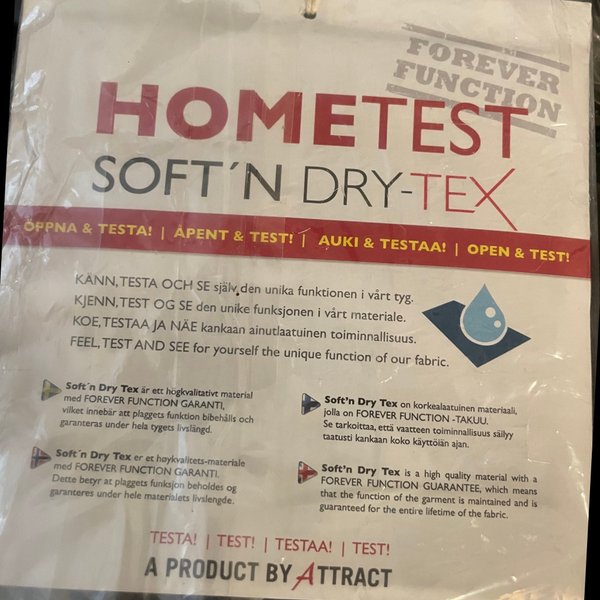 FOREVER
FUNCTION
HOMETEST
SOFT´N DRY-TEX
ÖPPNA & TESTA! | ÅPENT & TEST! | AUKI & TESTAA! | OPEN & TEST!
KÄNN, TESTA OCH SE själv den unika funktionen i vårt tyg.
KJENN, TEST OG SE den unike funksjonen i vårt materiale.
KOE, TESTAA JA NÄE kankaan ainutlaatuinen toiminnallisuus.
FEEL, TEST AND SEE for yourself the unique function of our fabric.
Soft´n Dry Tex är ett högkvalitativt material
med FOREVER FUNCTION GARANTI,
vilket innebär att plaggets funktion bibehålls och
garanteras under hela tygets livslängd.
Soft´n Dry Tex er et høykvalitets-materiale
med FOREVER FUNCTION GARANTI.
Dette betyr at plaggets funksjon beholdes og
garanteres under hele materialets livslengde.
Soft'n Dry Tex on korkealaatuinen materiaali,
jolla on FOREVER FUNCTION -TAKUU.
Se tarkoittaa, että vaatteen toiminnallisuus säilyy
taatusti kankaan koko käyttöiän ajan.
Soft'n Dry Tex is a high quality material with a
FOREVER FUNCTION GUARANTEE, which means
that the function of the garment is maintained and is
guaranteed for the entire lifetime of the fabric.
TESTA! | TEST! | TESTAA! | TEST!
A PRODUCT BY ATTRACT